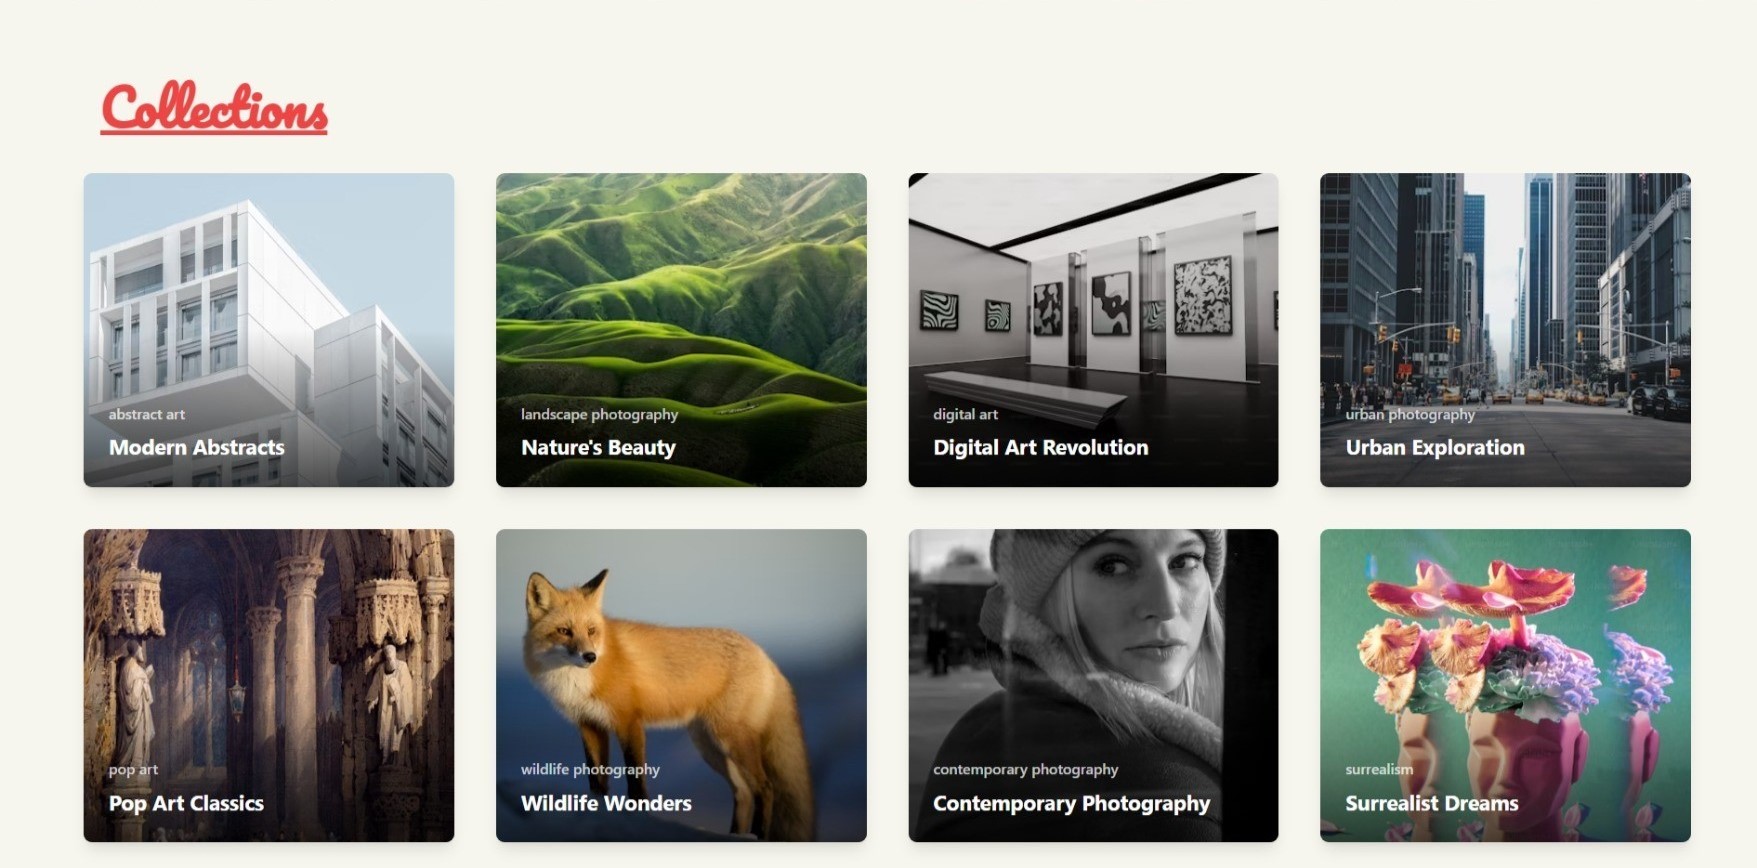 Collections
abstract art
Modern Abstracts
landscape photography
Nature's Beauty
digital art
Digital Art Revolution
urban photography
Urban Exploration
pop art
Pop Art Classics
wildlife photography
Wildlife Wonders
contemporary photography
Contemporary Photography
surrealism
Surrealist Dreams